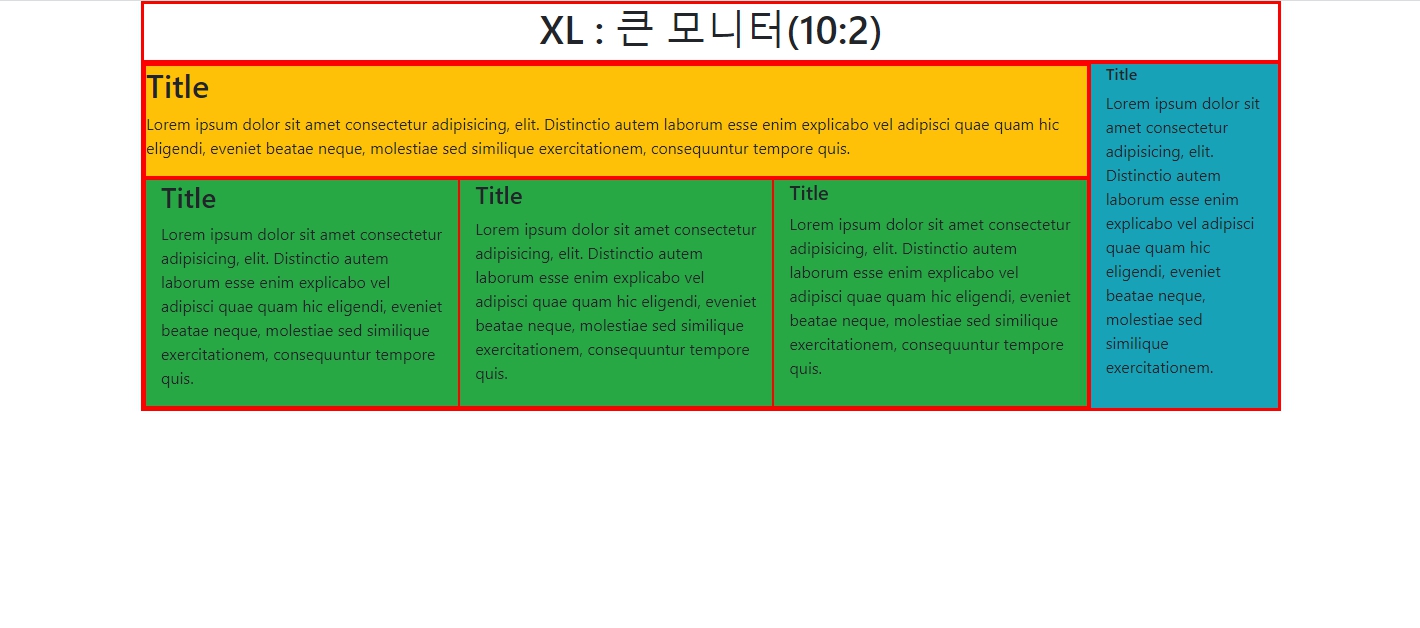 XL : 큰 모니터(10:2)
Title
Lorem ipsum dolor sit amet consectetur adipisicing, elit. Distinctio autem laborum esse enim explicabo vel adipisci quae quam hic
eligendi, eveniet beatae neque, molestiae sed similique exercitationem, consequuntur tempore quis.
Title
Lorem ipsum dolor sit amet consectetur
adipisicing, elit. Distinctio autem
laborum esse enim explicabo vel
adipisci quae quam hic eligendi, eveniet
beatae neque, molestiae sed similique
exercitationem, consequuntur tempore
quis.
Title
Lorem ipsum dolor sit amet consectetur
adipisicing, elit. Distinctio autem
laborum esse enim explicabo vel
adipisci quae quam hic eligendi, eveniet
beatae neque, molestiae sed similique
exercitationem, consequuntur tempore
quis.
Title
Lorem ipsum dolor sit amet consectetur
adipisicing, elit. Distinctio autem
laborum esse enim explicabo vel
adipisci quae quam hic eligendi, eveniet
beatae neque, molestiae sed similique
exercitationem, consequuntur tempore
quis.
Title
Lorem ipsum dolor sit
amet consectetur
adipisicing, elit.
Distinctio autem
laborum esse enim
explicabo vel adipisci
quae quam hic
eligendi, eveniet
beatae neque,
molestiae sed
similique
exercitationem.